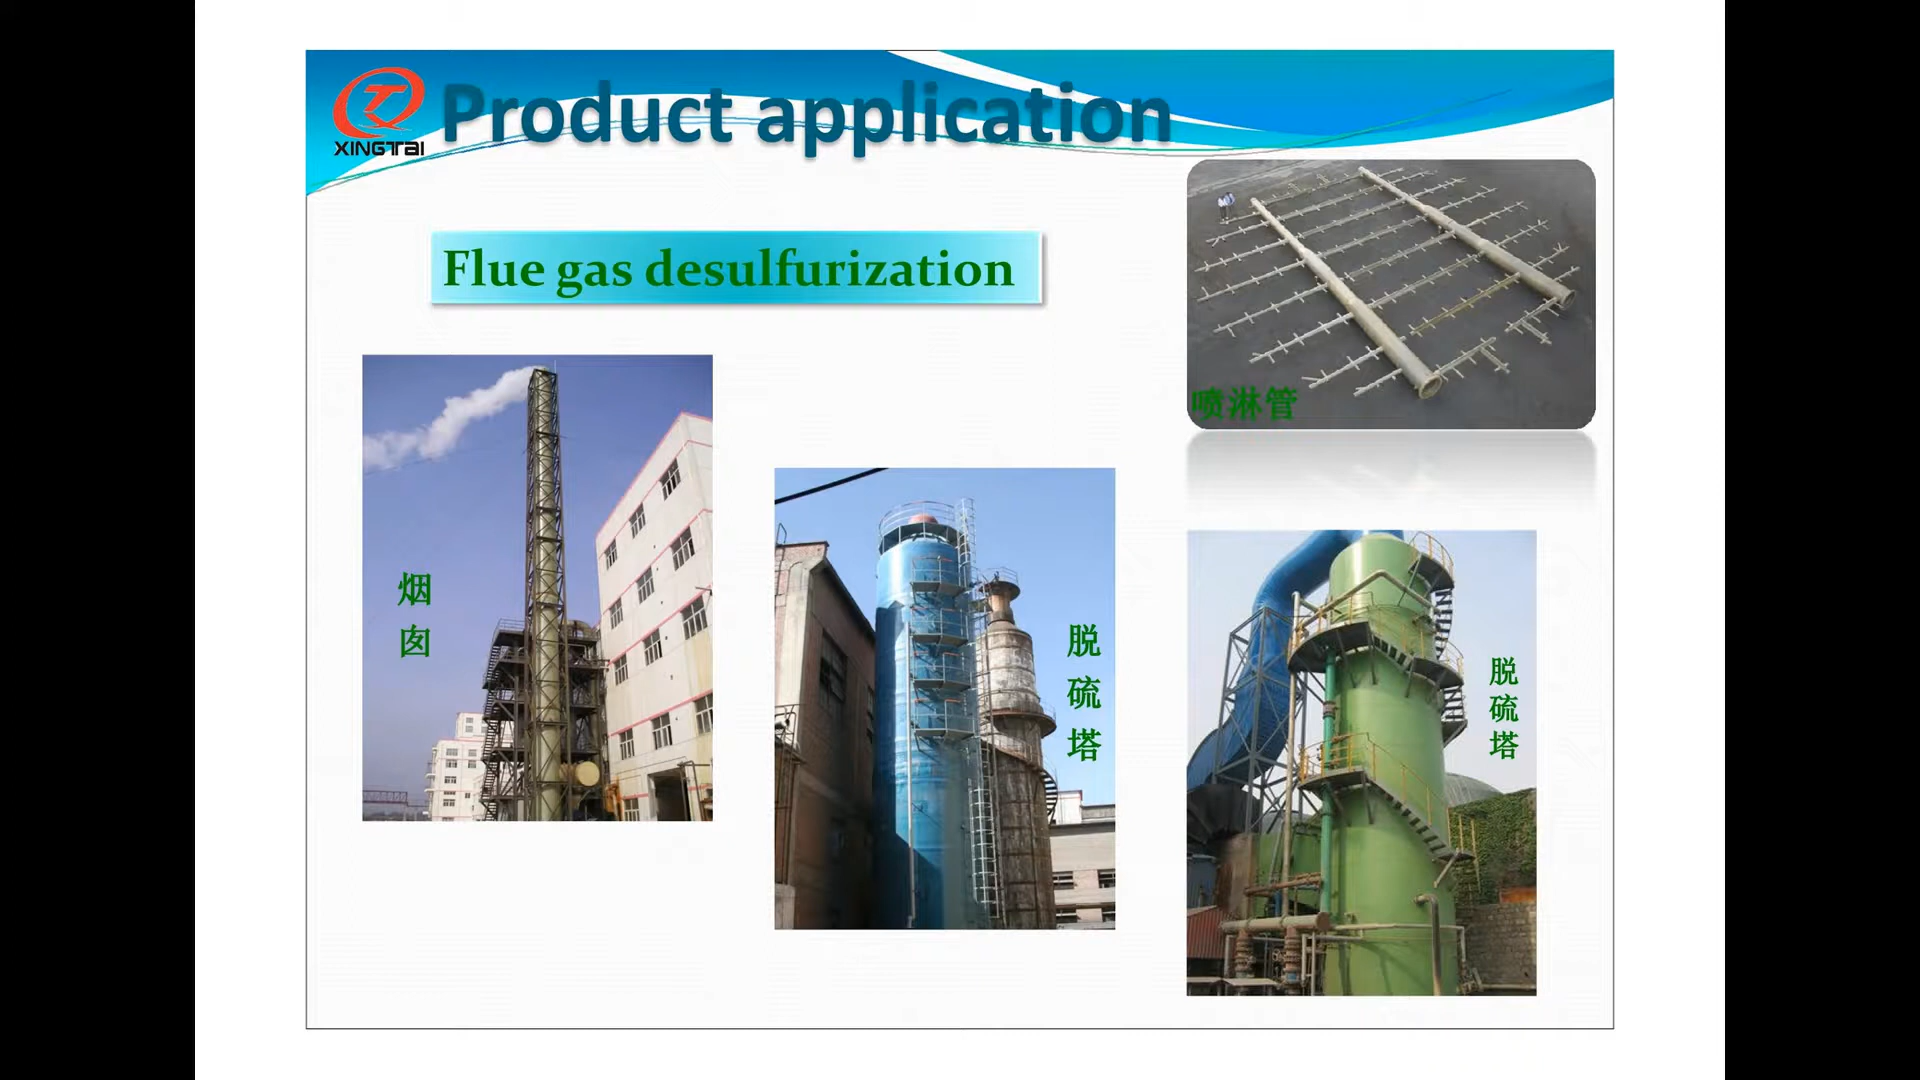 XINGTAI
Product application
Flue gas desulfurization
喷淋管
烟囱
脱硫塔
脱硫塔